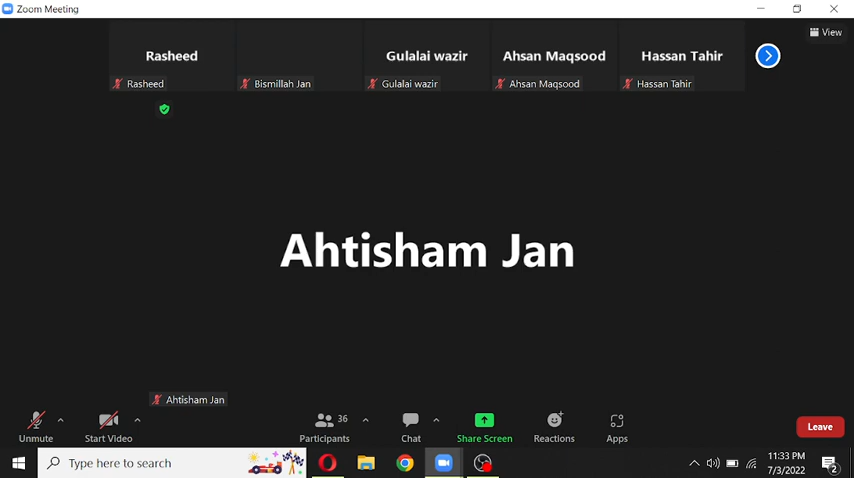 Zoom Meeting
View
Rasheed
Gulalai wazir
Ahsan Maqsood
Hassan Tahir
Rasheed
Bismillah Jan
Gulalai wazir
Ahsan Maqsood
Hassan Tahir
Ahtisham Jan
Ahtisham Jan
36
Unmute
Start Video
Participants
Chat
Share Screen
Reactions
Apps
Leave
Type here to search
11:33 PM
7/3/2022
2